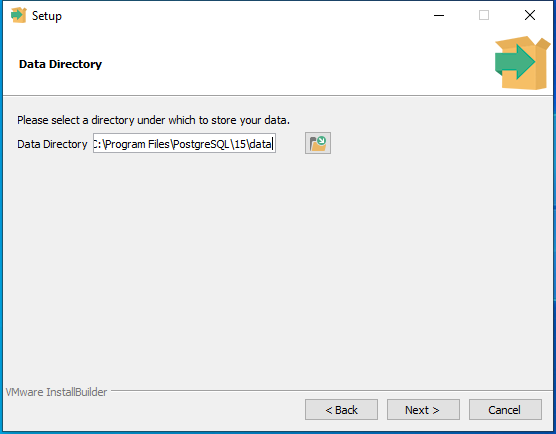 Setup
Data Directory
Please select a directory under which to store your data.
Data Directory C:\Program Files\PostgreSQL\15\data
VMware InstallBuilder
< Back Next > Cancel